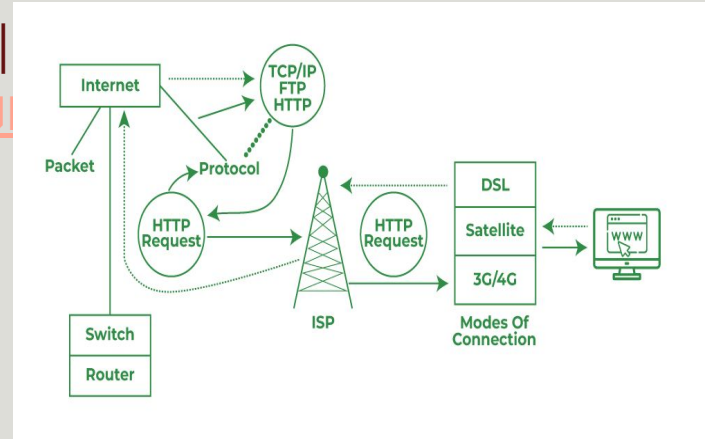 TCP/IP
FTP
HTTP
Internet
Packet
Protocol
HTTP
Request
HTTP
Request
DSL
Satellite
3G/4G
WWW
ISP
Modes Of
Connection
Switch
Router